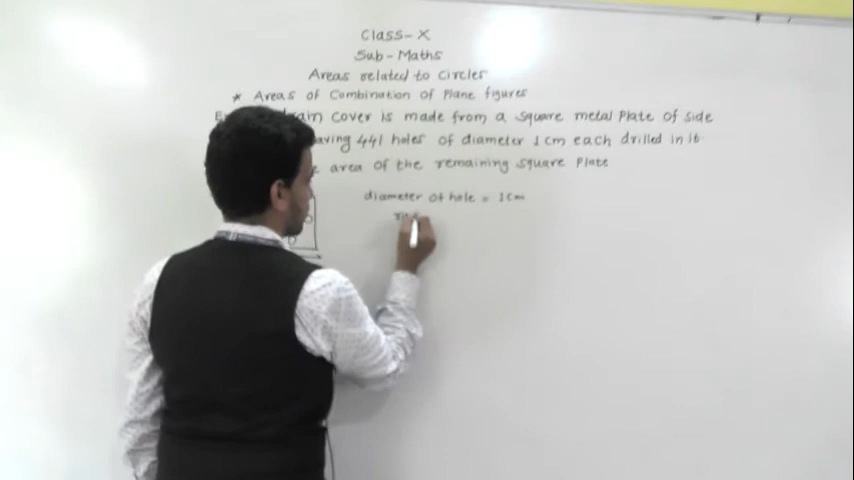 Class-X
Sub-Maths
Areas related to Circles
* Areas of Combination of Plane figures
Cover is made from a square metal Plate of side
441 holes of diameter 1cm each drilled in it.
area of the remaining square Plate
diameter of hole = 1cm